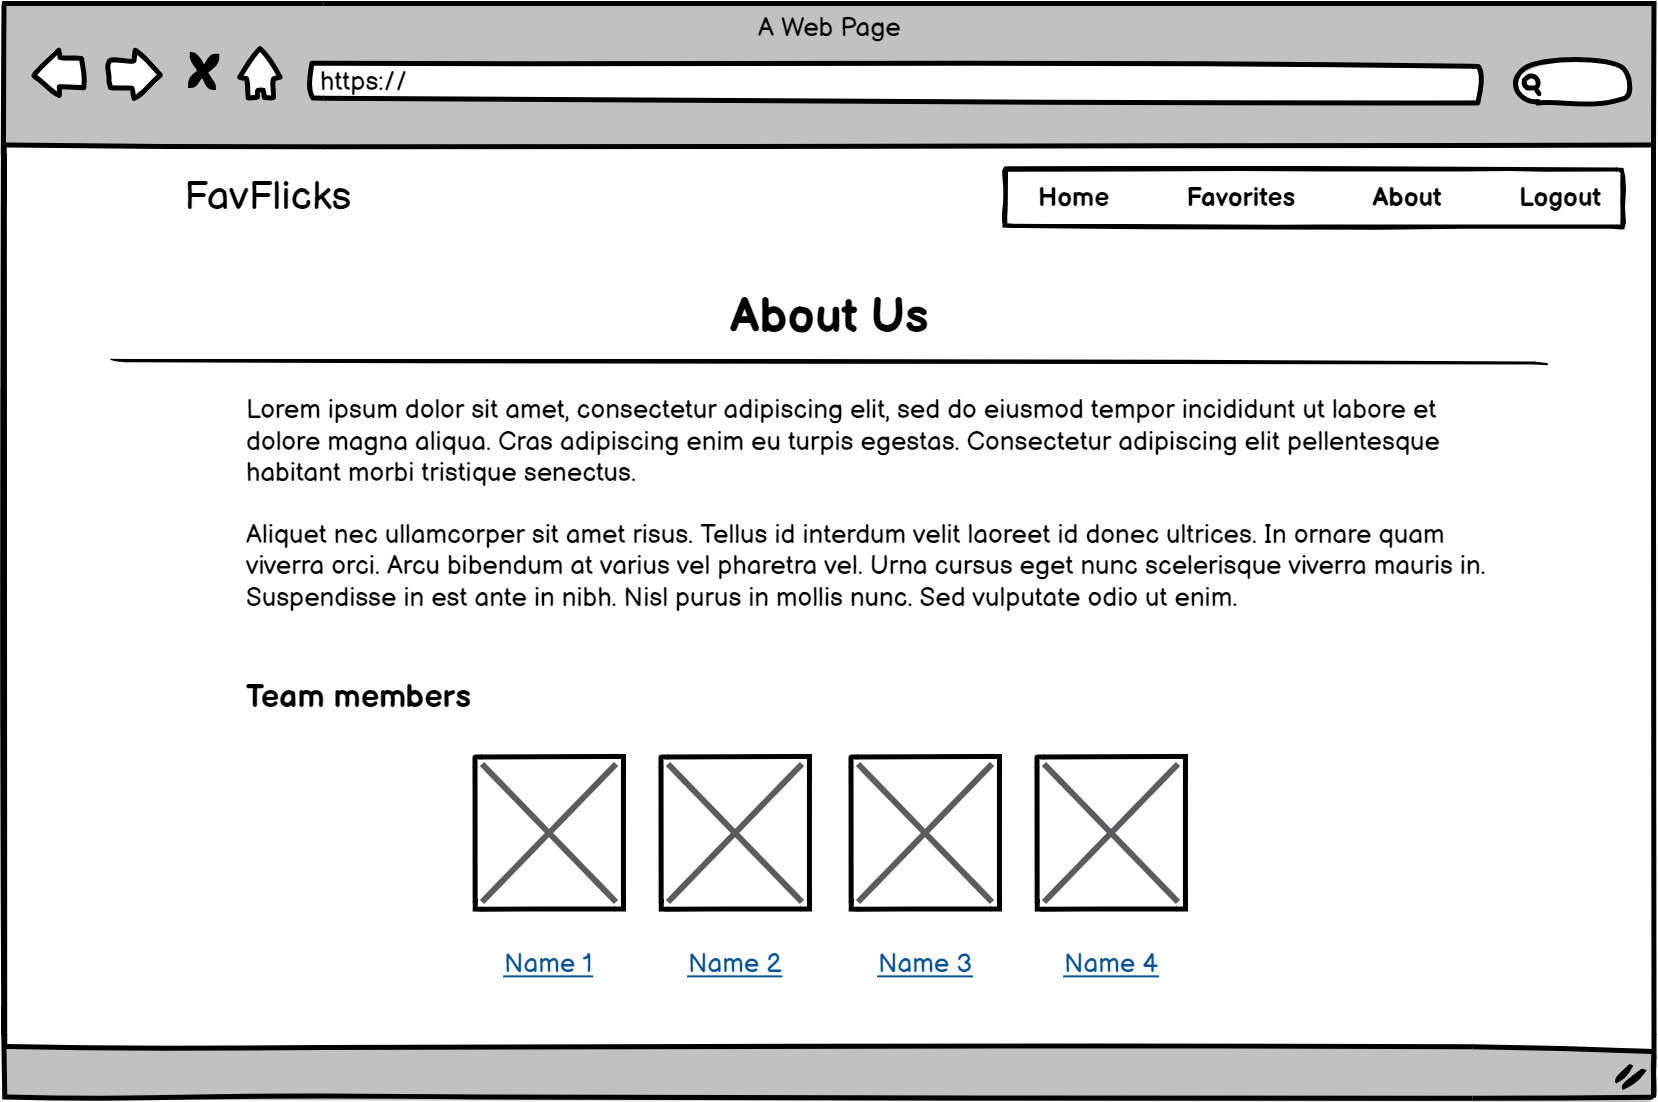 A Web Page
https://
FavFlicks
Home Favorites About Logout
About Us
Lorem ipsum dolor sit amet, consectetur adipiscing elit, sed do eiusmod tempor incididunt ut labore et
dolore magna aliqua. Cras adipiscing enim eu turpis egestas. Consectetur adipiscing elit pellentesque
habitant morbi tristique senectus.
Aliquet nec ullamcorper sit amet risus. Tellus id interdum velit laoreet id donec ultrices. In ornare quam
viverra orci. Arcu bibendum at varius vel pharetra vel. Urna cursus eget nunc scelerisque viverra mauris in.
Suspendisse in est ante in nibh. Nisl purus in mollis nunc. Sed vulputate odio ut enim.
Team members
Name 1 Name 2 Name 3 Name 4